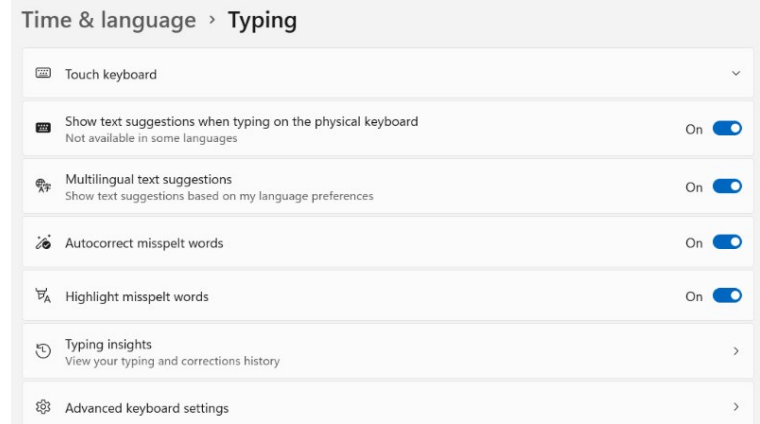 Time & language > Typing
Touch keyboard
Show text suggestions when typing on the physical keyboard
Not available in some languages
On
Multilingual text suggestions
Show text suggestions based on my language preferences
On
Autocorrect misspelt words
On
Highlight misspelt words
On
Typing insights
View your typing and corrections history
Advanced keyboard settings